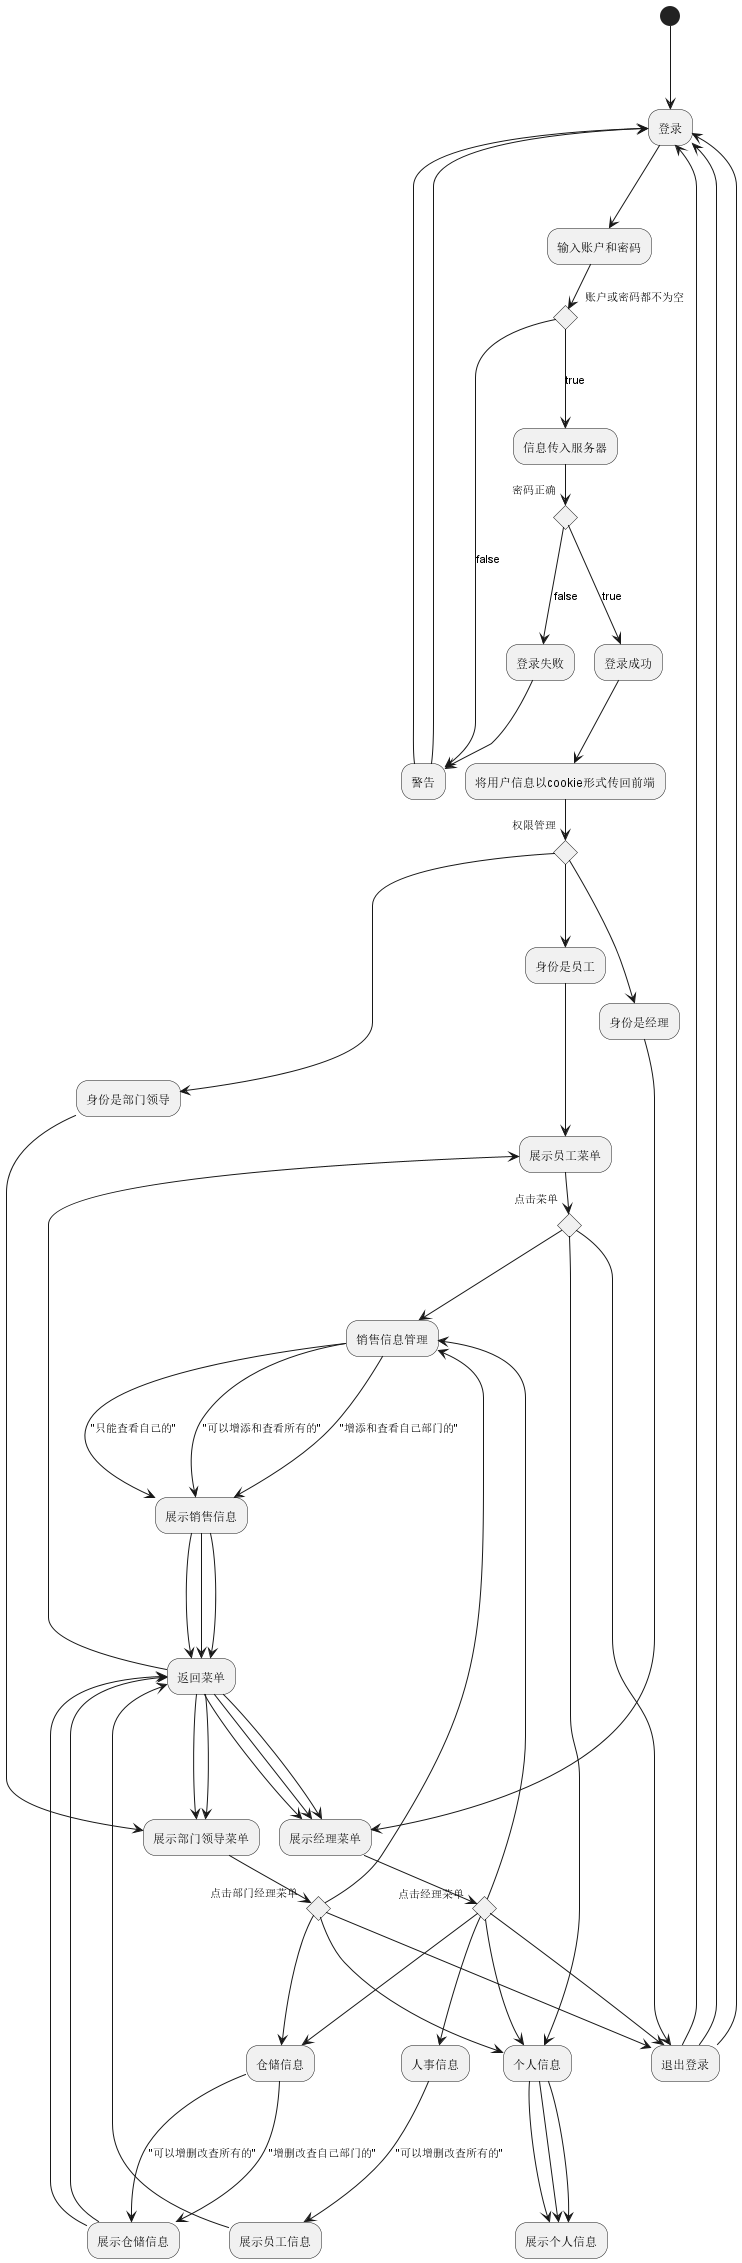 登录
输入账户和密码
账户或密码都不为空
true
信息传入服务器
密码正确
false
false
true
登录失败
登录成功
警告
将用户信息以cookie形式传回前端
权限管理
身份是员工
身份是经理
身份是部门领导
展示员工菜单
点击菜单
销售信息管理
"只能查看自己的"
"可以增添和查看所有的"
"增添和查看自己部门的"
展示销售信息
返回菜单
展示部门领导菜单
展示经理菜单
点击部门经理菜单
点击经理菜单
仓储信息
人事信息
个人信息
退出登录
"可以增删改查所有的"
"增删改查自己部门的"
"可以增删改查所有的"
展示仓储信息
展示员工信息
展示个人信息